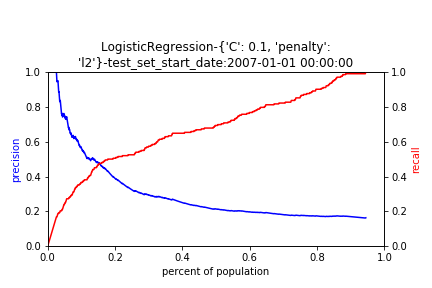 LogisticRegression-{'C': 0.1, 'penalty':
'l2'}-test_set_start_date:2007-01-01 00:00:00
1.0
0.8
0.6
0.4
0.2
0.0
precision
1.0
0.8
0.6
0.4
0.2
0.0
recall
0.0 0.2 0.4 0.6 0.8 1.0
percent of population